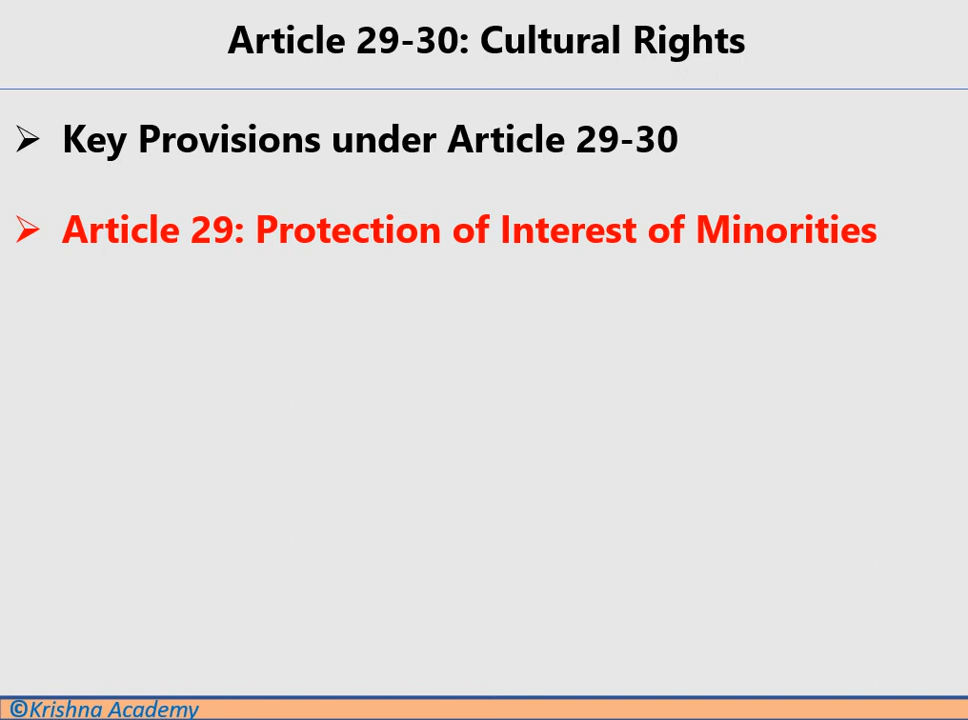 Article 29-30: Cultural Rights
➢ Key Provisions under Article 29-30
➢ Article 29: Protection of Interest of Minorities
©Krishna Academy